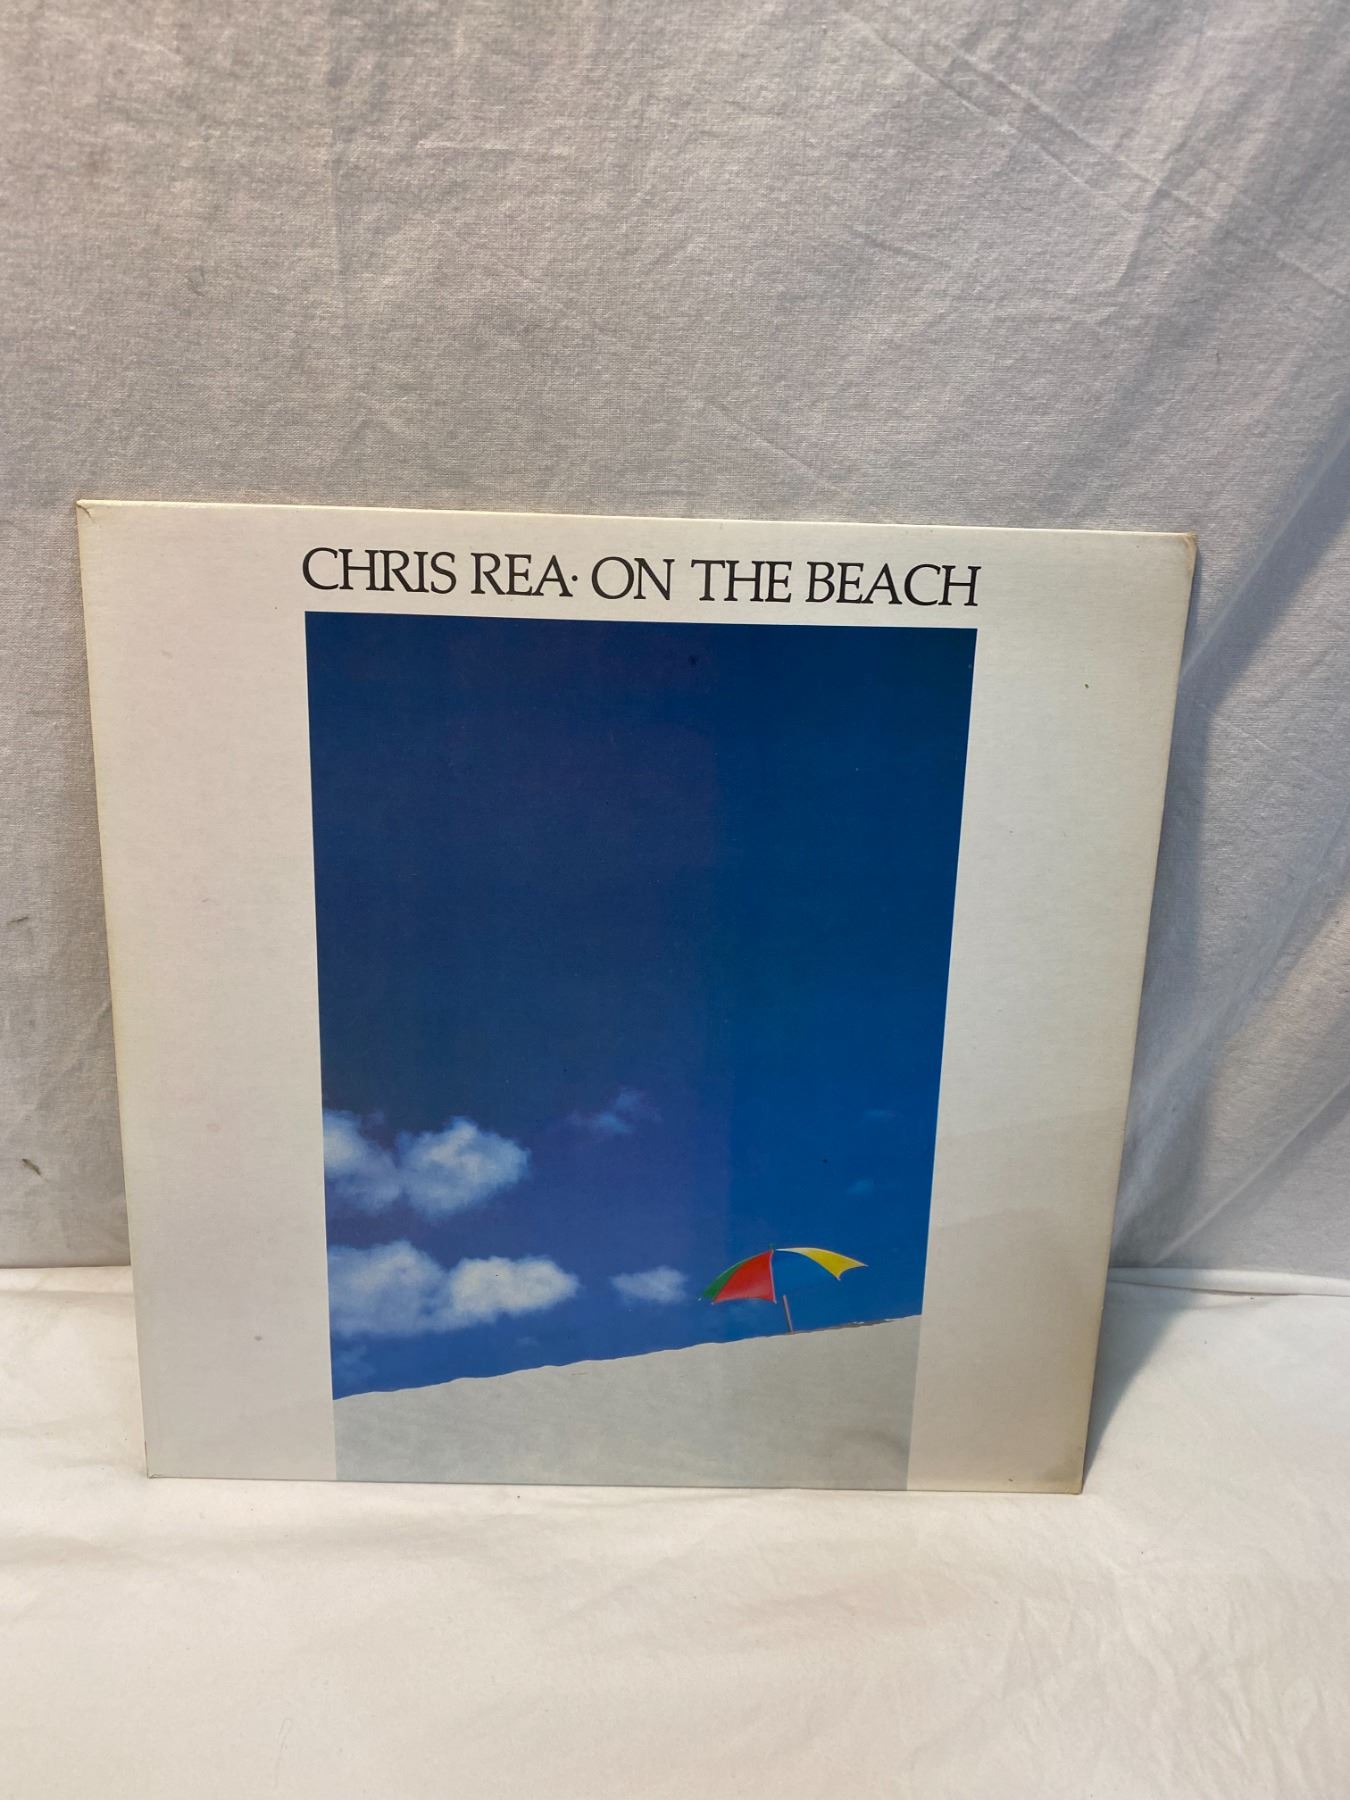 CHRIS REA· ON THE BEACH